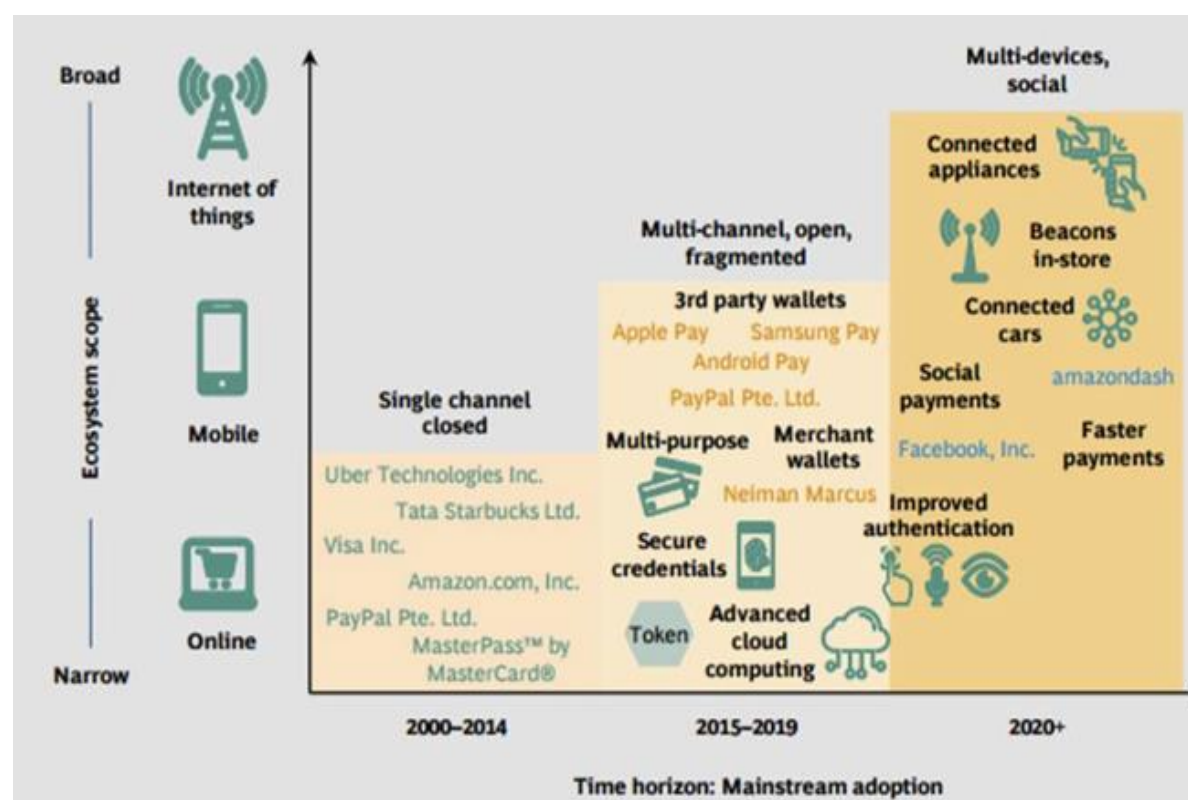 Broad
Internet of
things
Ecosystem scope
Mobile
Online
Narrow
Single channel
closed
Uber Technologies Inc.
Tata Starbucks Ltd.
Visa Inc.
Amazon.com, Inc.
PayPal Pte. Ltd.
MasterPass™ by
MasterCard®
2000–2014
Multi-channel, open,
fragmented
3rd party wallets
Apple Pay Samsung Pay
Android Pay
PayPal Pte. Ltd.
Multi-purpose
Merchant
wallets
Neiman Marcus
Secure
credentials
Token
Advanced
cloud
computing
2015–2019
Multi-devices,
social
Connected
appliances
Beacons
in-store
Connected
cars
Social
payments
amazondash
Facebook, Inc.
Faster
payments
Improved
authentication
2020+
Time horizon: Mainstream adoption